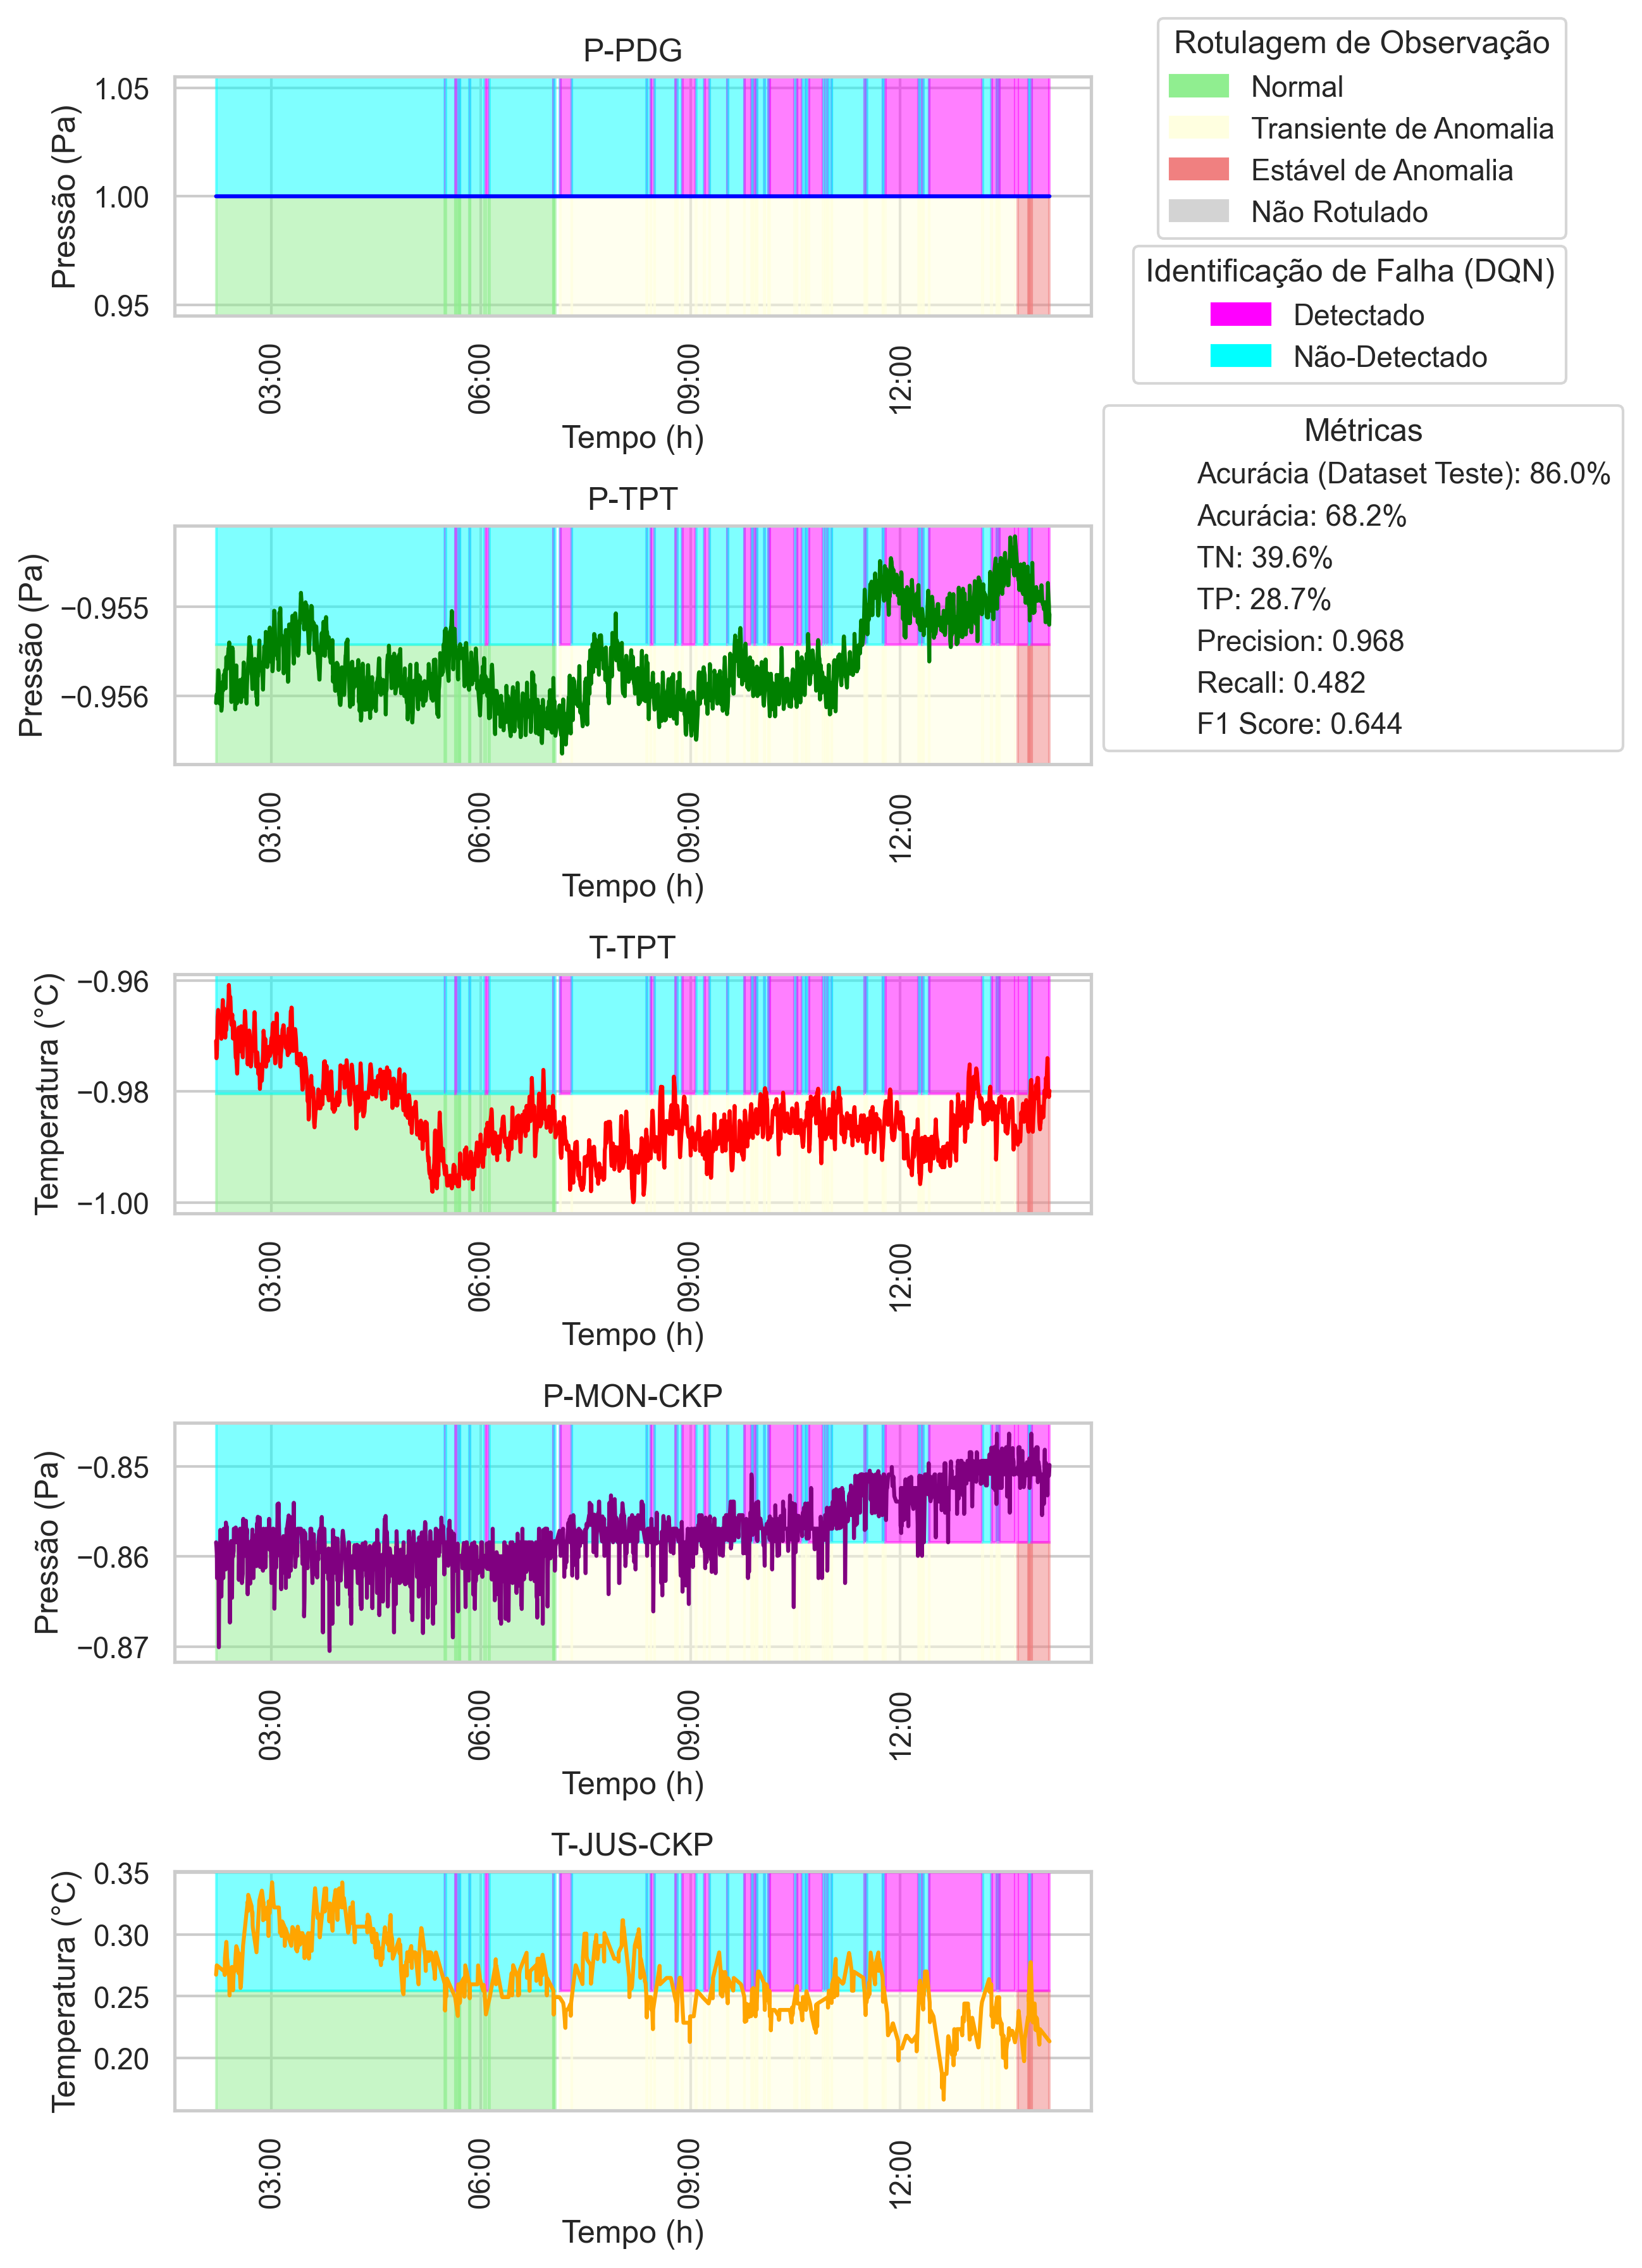 P-PDG
Pressão (Pa)
1.05
1.00
0.95
03:00
06:00
09:00
12:00
Tempo (h)
Rotulagem de Observação
Normal
Transiente de Anomalia
Estável de Anomalia
Não Rotulado
Identificação de Falha (DQN)
Detectado
Não-Detectado
Métricas
Acurácia (Dataset Teste): 86.0%
Acurácia: 68.2%
TN: 39.6%
TP: 28.7%
Precision: 0.968
Recall: 0.482
F1 Score: 0.644
P-TPT
Pressão (Pa)
−0.955
−0.956
03:00
06:00
09:00
12:00
Tempo (h)
T-TPT
Temperatura (°C)
−0.96
−0.98
−1.00
03:00
06:00
09:00
12:00
Tempo (h)
P-MON-CKP
Pressão (Pa)
−0.85
−0.86
−0.87
03:00
06:00
09:00
12:00
Tempo (h)
T-JUS-CKP
Temperatura (°C)
0.35
0.30
0.25
0.20
03:00
06:00
09:00
12:00
Tempo (h)